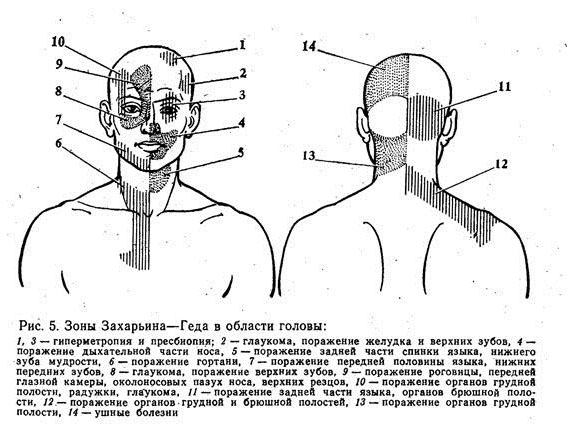 10
1
9
2
8
3
7
4
6
5
14
11
13
12
Рис. 5. Зоны Захарьина—Геда в области головы:
1, 3 — гиперметропия и пресбиопия; 2 — глаукома, поражение желудка и верхних зубов, 4 —
поражение дыхательной части носа, 5 — поражение задней части спинки языка, нижнего
зуба мудрости, 6 — поражение гортани, 7 — поражение передней половины языка, нижних
передних зубов, 8 — глаукома, поражение верхних зубов, 9 — поражение роговицы, передней
глазной камеры, околоносовых пазух носа, верхних резцов, 10 — поражение органов грудной
полости, радужки, глаукома, 11 — поражение задней части языка, органов брюшной поло-
сти, 12 — поражение органов грудной и брюшной полостей, 13 — поражение органов грудной
полости, 14 — ушные болезни